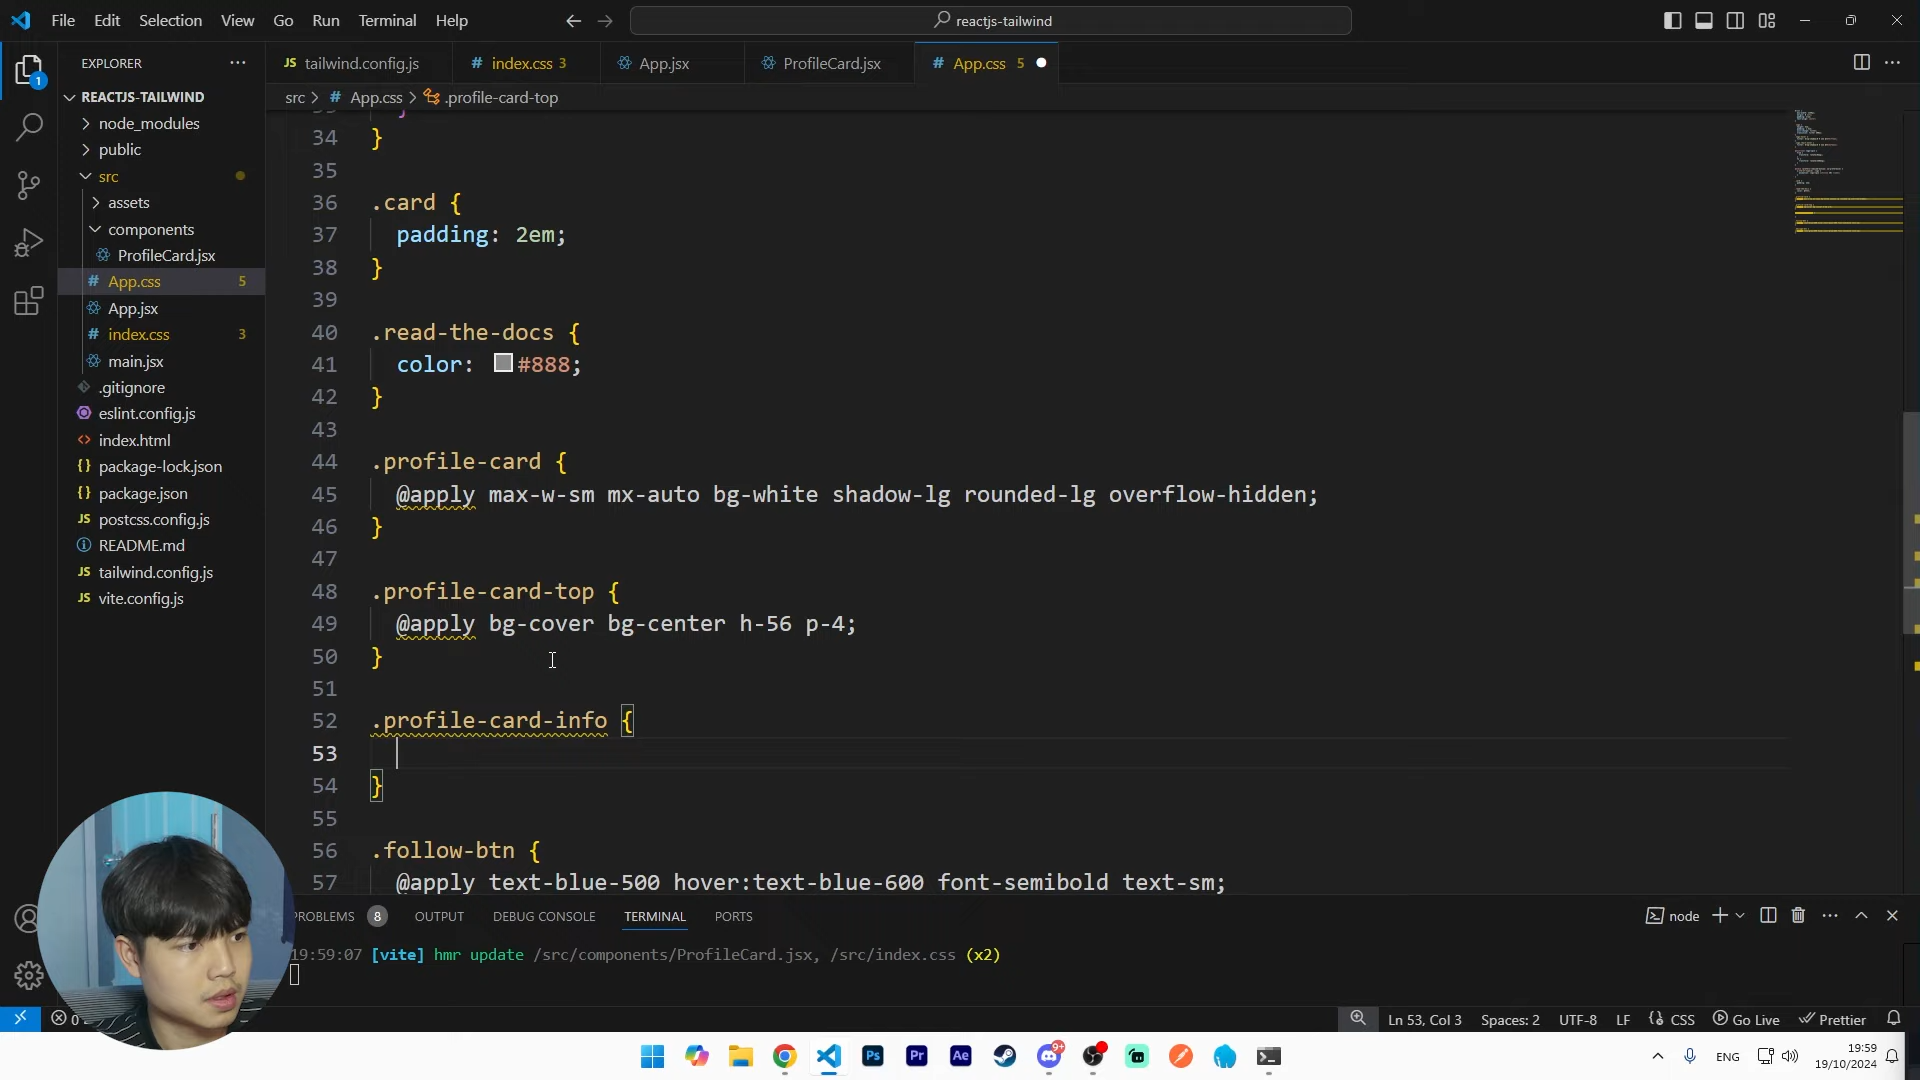 File Edit Selection View Go Run Terminal Help
reactjs-tailwind
EXPLORER
JS tailwind.config.js
# index.css 3
App.jsx
ProfileCard.jsx
# App.css 5
src > # App.css > .profile-card-top
REACTJS-TAILWIND
node_modules
public
src
assets
components
ProfileCard.jsx
# App.css 5
App.jsx
# index.css 3
main.jsx
.gitignore
eslint.config.js
<> index.html
{} package-lock.json
{} package.json
JS postcss.config.js
README.md
JS tailwind.config.js
JS vite.config.js
34 }
35
36 .card {
37 padding: 2em;
38 }
39
40 .read-the-docs {
41 color: #888;
42 }
43
44 .profile-card {
45 @apply max-w-sm mx-auto bg-white shadow-lg rounded-lg overflow-hidden;
46 }
47
48 .profile-card-top {
49 @apply bg-cover bg-center h-56 p-4;
50 }
51
52 .profile-card-info {
53
54 }
55
56 .follow-btn {
57 @apply text-blue-500 hover:text-blue-600 font-semibold text-sm;
PROBLEMS 8 OUTPUT DEBUG CONSOLE TERMINAL PORTS
node
19:59:07 [vite] hmr update /src/components/ProfileCard.jsx, /src/index.css (x2)
0
Ln 53, Col 3 Spaces: 2 UTF-8 LF CSS Go Live Prettier
Ps Pr Ae 9+
ENG
19:59
19/10/2024